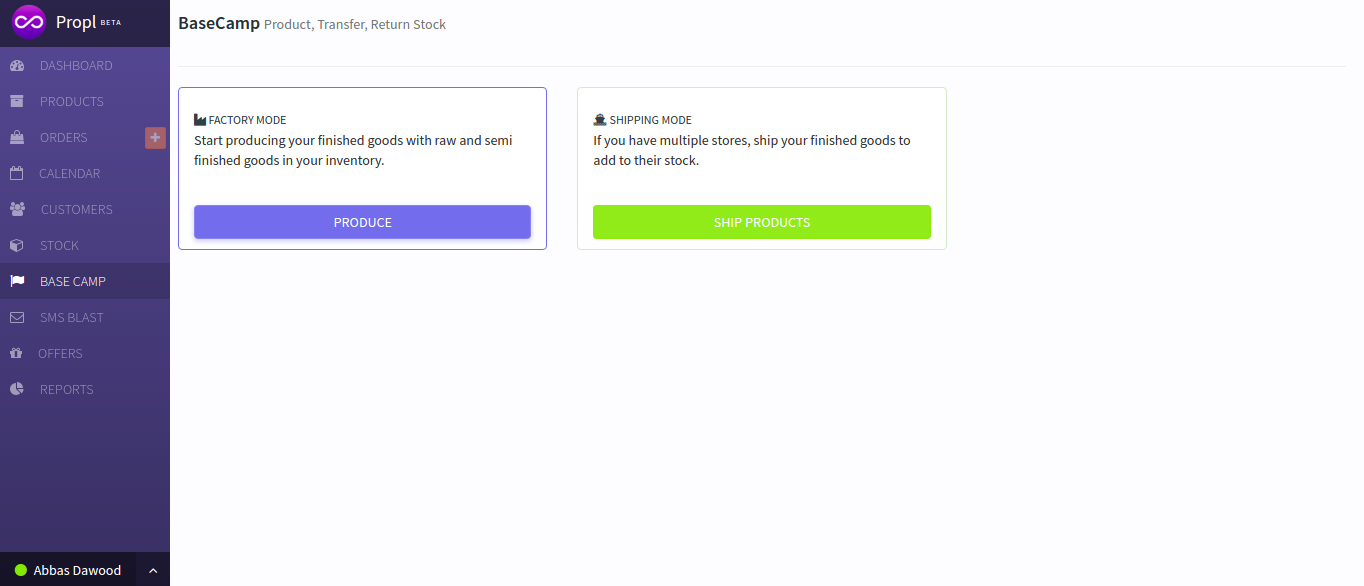 Propl BETA
DASHBOARD
PRODUCTS
ORDERS +
CALENDAR
CUSTOMERS
STOCK
BASE CAMP
SMS BLAST
OFFERS
REPORTS
Abbas Dawood
BaseCamp Product, Transfer, Return Stock
FACTORY MODE
Start producing your finished goods with raw and semi
finished goods in your inventory.
PRODUCE
SHIPPING MODE
If you have multiple stores, ship your finished goods to
add to their stock.
SHIP PRODUCTS